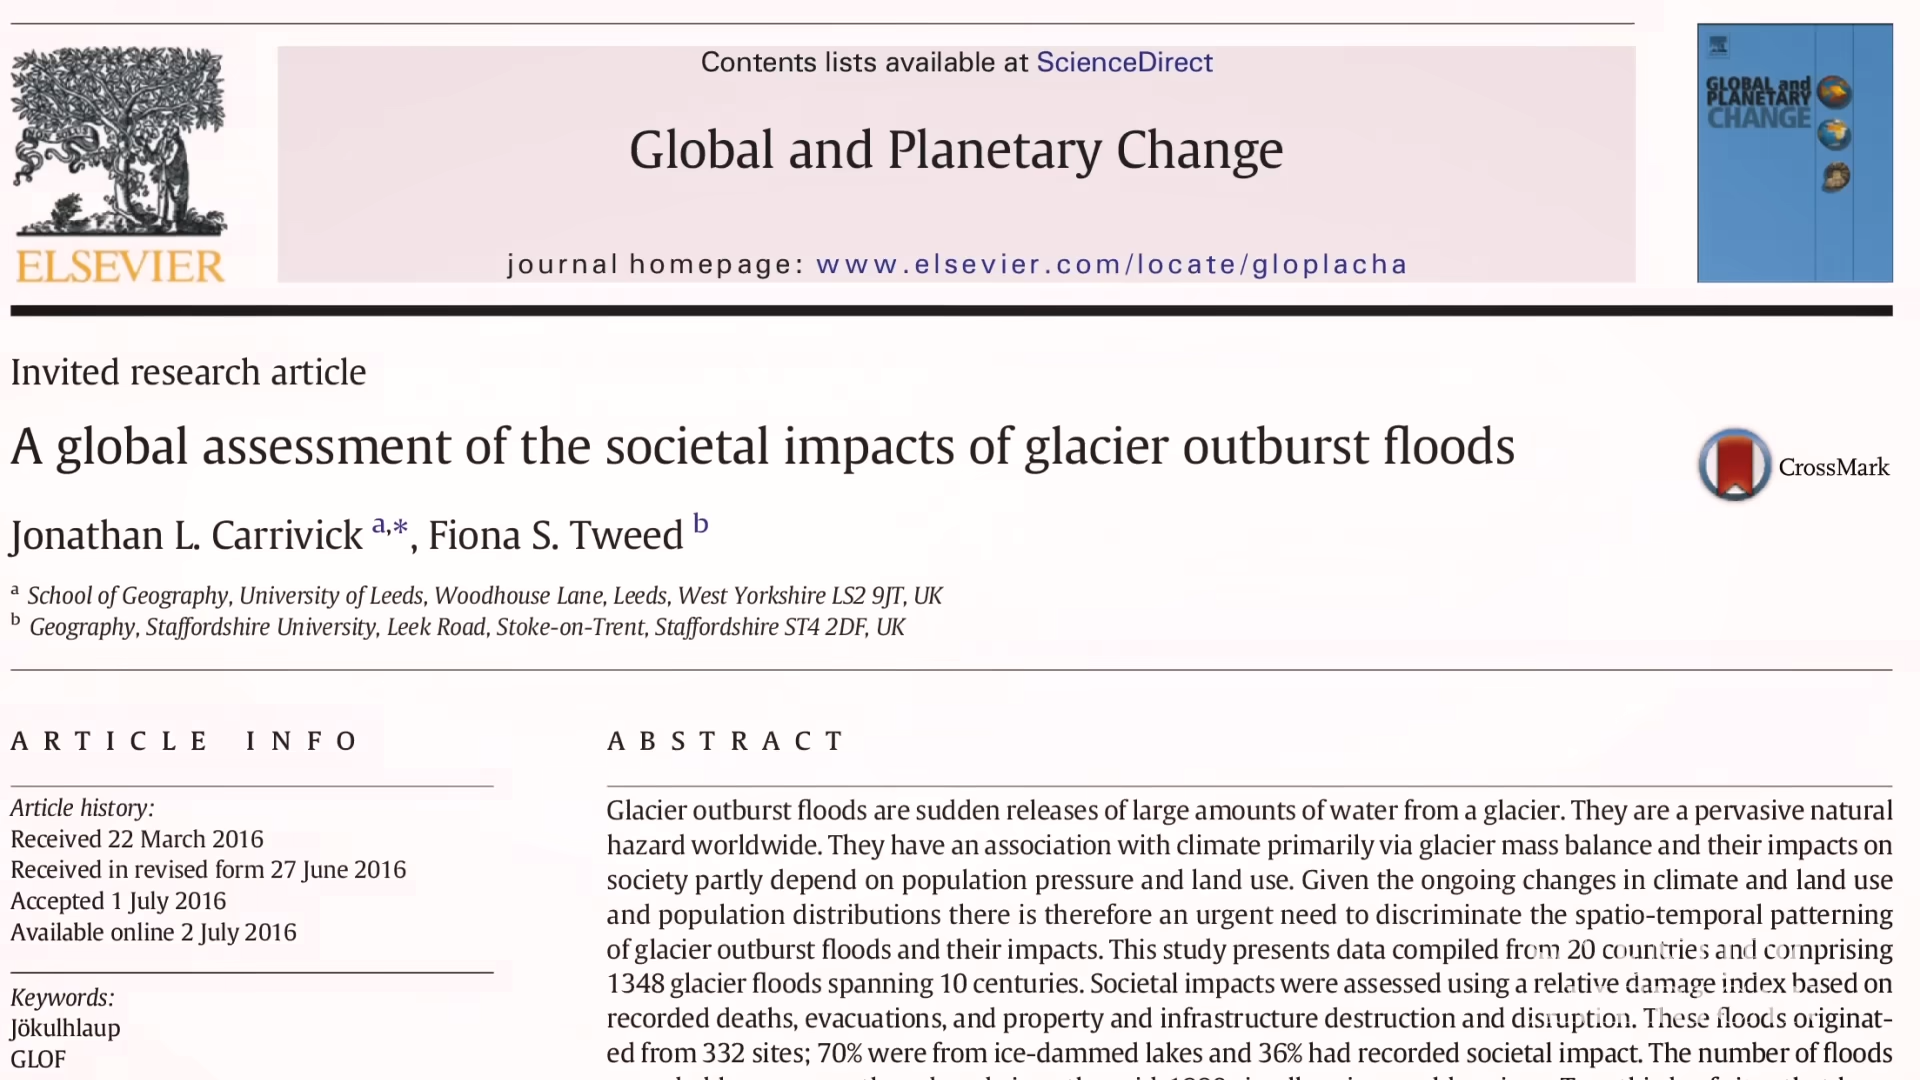 Contents lists available at ScienceDirect
Global and Planetary Change
journal homepage: www.elsevier.com/locate/gloplacha
ELSEVIER
GLOBAL and
PLANETARY
CHANGE
Invited research article
A global assessment of the societal impacts of glacier outburst floods
CrossMark
Jonathan L. Carrivick a,*, Fiona S. Tweed b
a School of Geography, University of Leeds, Woodhouse Lane, Leeds, West Yorkshire LS2 9JT, UK
b Geography, Staffordshire University, Leek Road, Stoke-on-Trent, Staffordshire ST4 2DF, UK
ARTICLE INFO
Article history:
Received 22 March 2016
Received in revised form 27 June 2016
Accepted 1 July 2016
Available online 2 July 2016
Keywords:
Jökulhlaup
GLOF
ABSTRACT
Glacier outburst floods are sudden releases of large amounts of water from a glacier. They are a pervasive natural
hazard worldwide. They have an association with climate primarily via glacier mass balance and their impacts on
society partly depend on population pressure and land use. Given the ongoing changes in climate and land use
and population distributions there is therefore an urgent need to discriminate the spatio-temporal patterning
of glacier outburst floods and their impacts. This study presents data compiled from 20 countries and comprising
1348 glacier floods spanning 10 centuries. Societal impacts were assessed using a relative damage index based on
recorded deaths, evacuations, and property and infrastructure destruction and disruption. These floods originat-
ed from 332 sites; 70% were from ice-dammed lakes and 36% had recorded societal impact. The number of floods